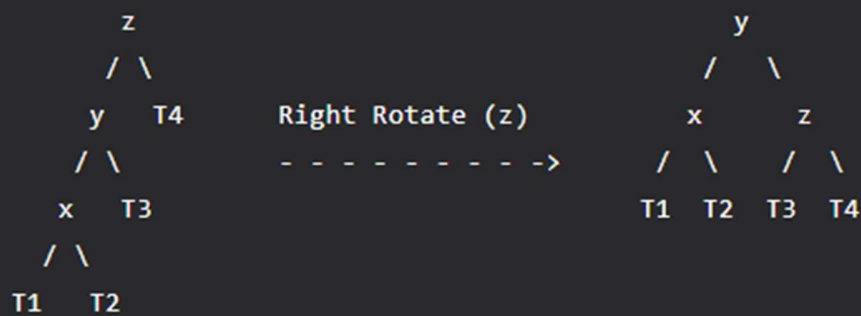 z y
/ \ / \
y T4 Right Rotate (z) x z
/ \ - - - - - - - - -> / \ / \
x T3 T1 T2 T3 T4
/ \
T1 T2